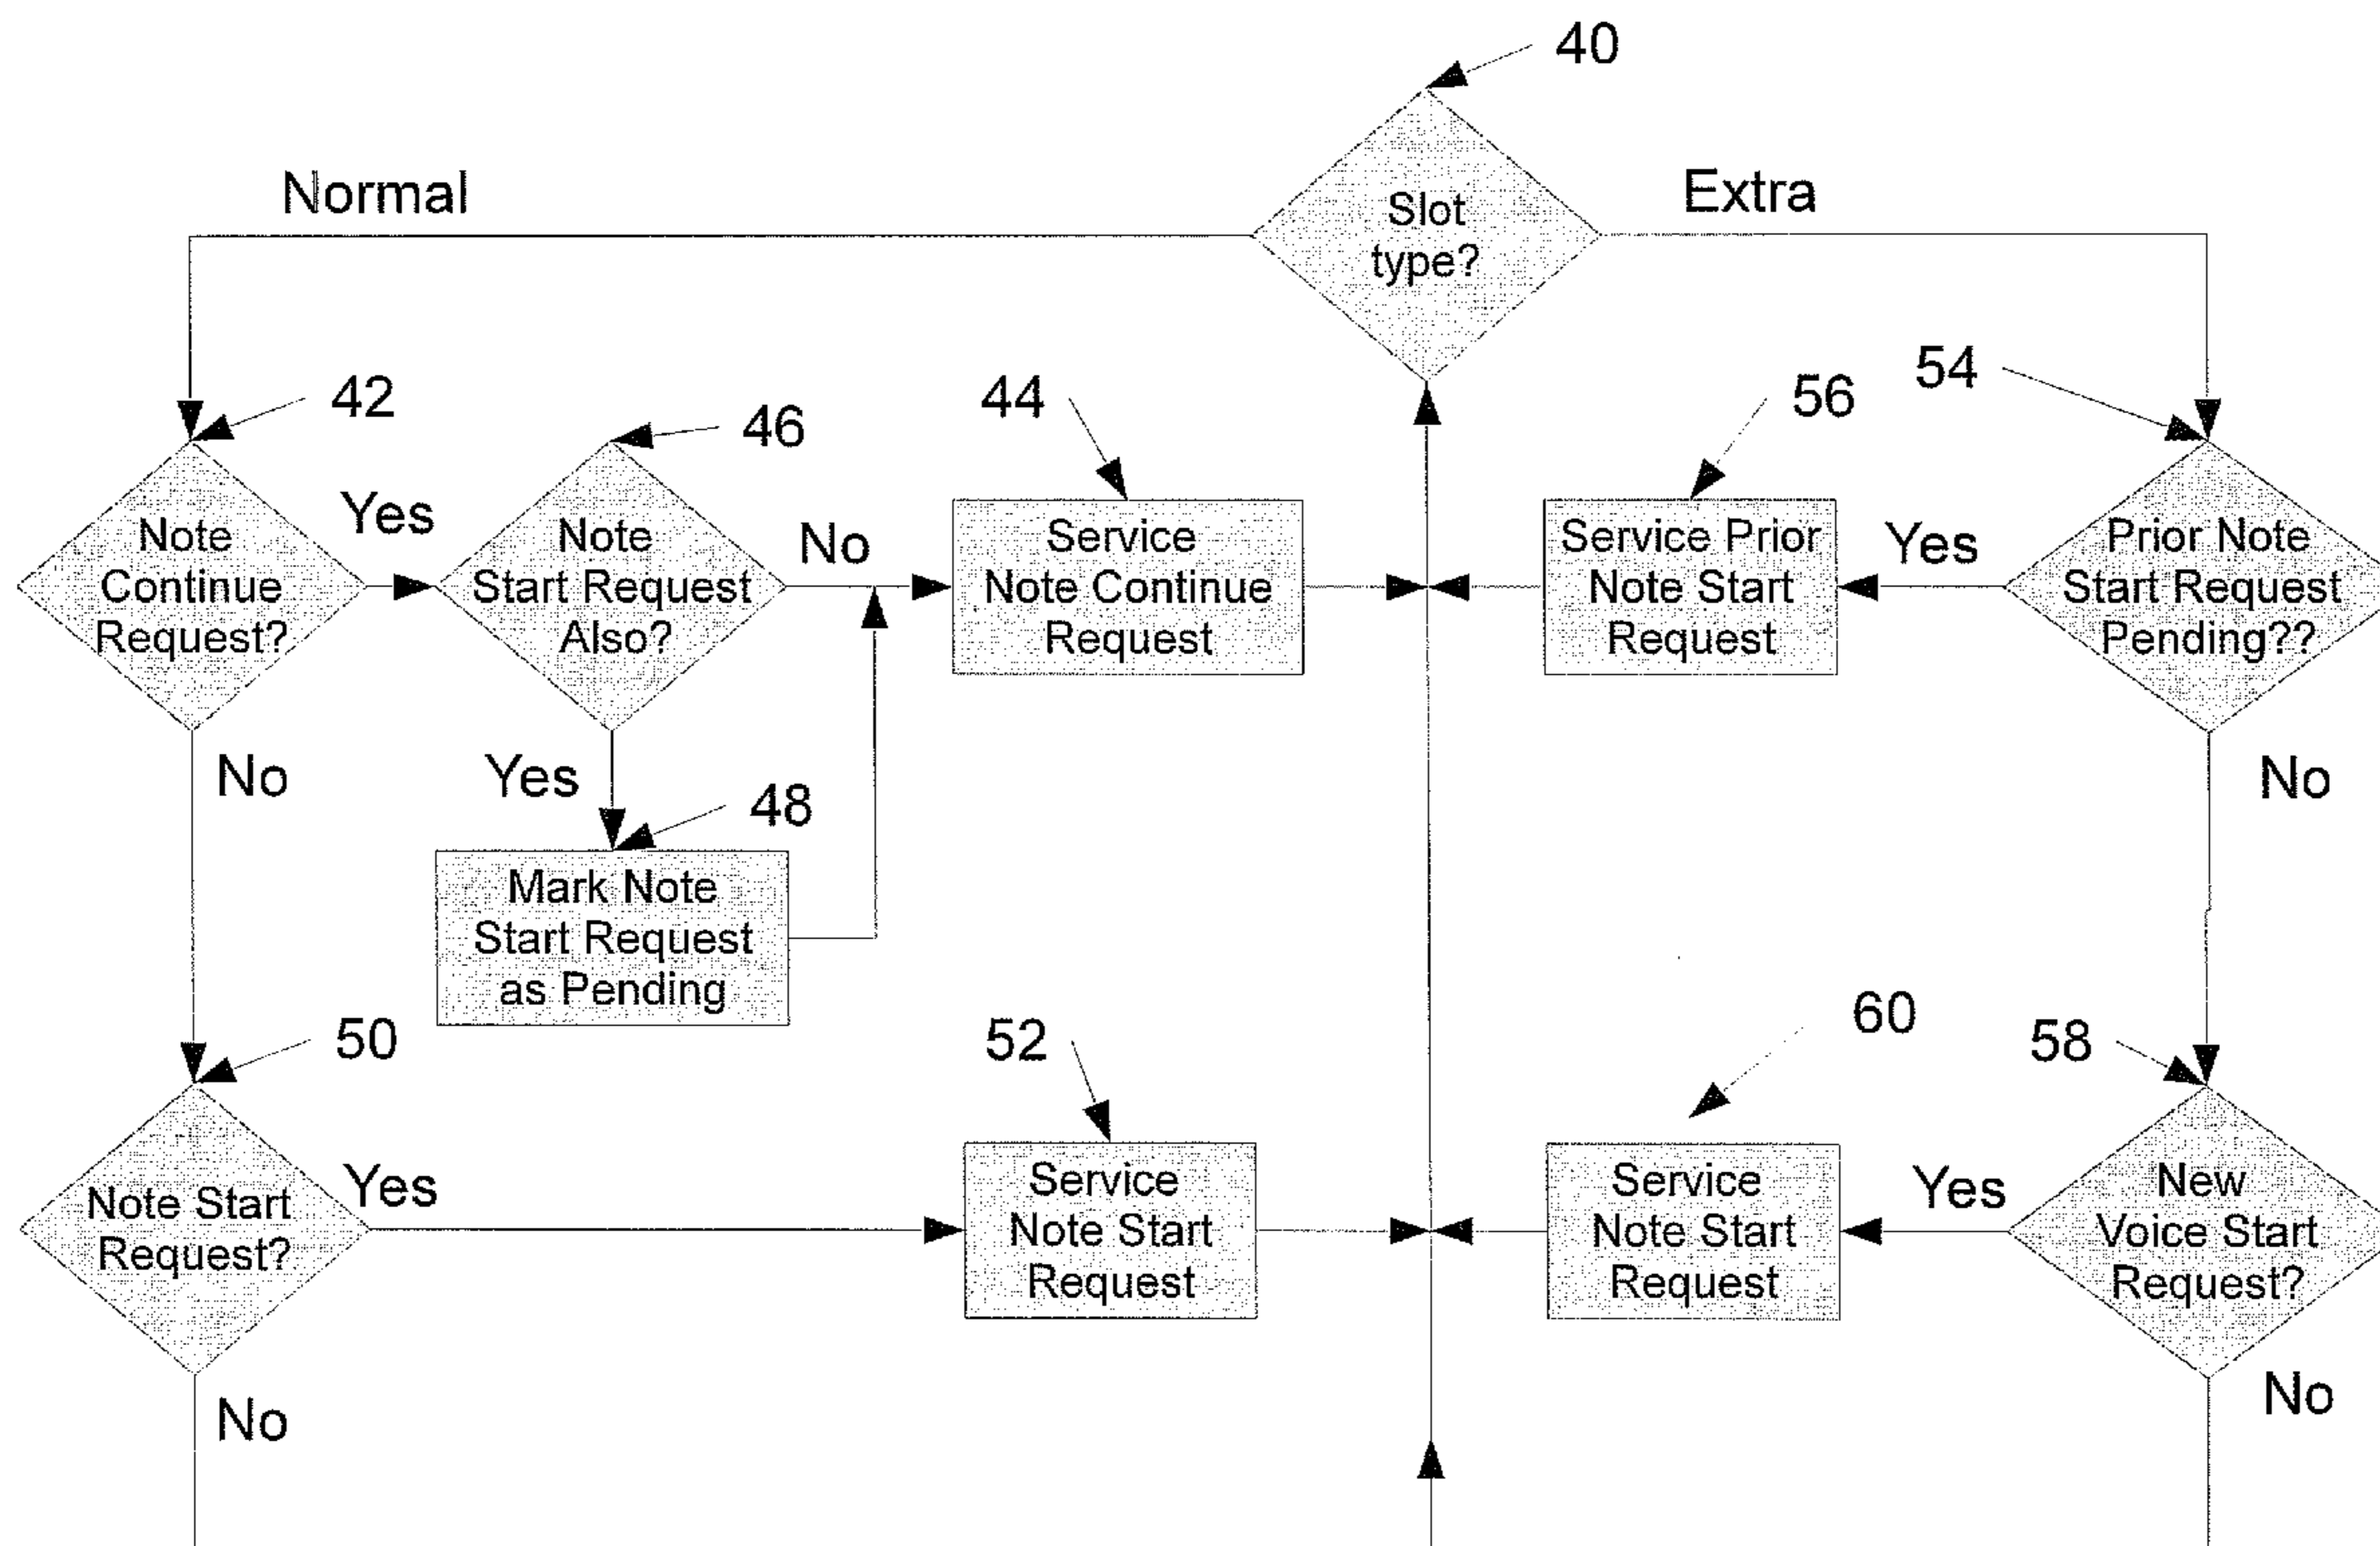 40
Normal
Extra
Slot
type?
42
46
44
56
54
Note
Continue
Request?
Yes
Note
Start Request
Also?
No
Service
Note Continue
Request
Service Prior
Note Start
Request
Yes
Prior Note
Start Request
Pending??
No
Yes
48
No
Mark Note
Start Request
as Pending
50
52
60
58
Note Start
Request?
Yes
Service
Note Start
Request
Service
Note Start
Request
Yes
New
Voice Start
Request?
No
No